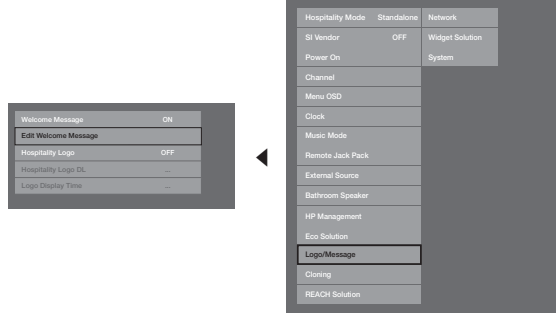 Welcome Message ON
Edit Welcome Message
Hospitality Logo OFF
Hospitality Logo DL ...
Logo Display Time ...
Hospitality Mode Standalone Network
SI Vendor OFF Widget Solution
Power On System
Channel
Menu OSD
Clock
Music Mode
Remote Jack Pack
External Source
Bathroom Speaker
HP Management
Eco Solution
Logo/Message
Cloning
REACH Solution